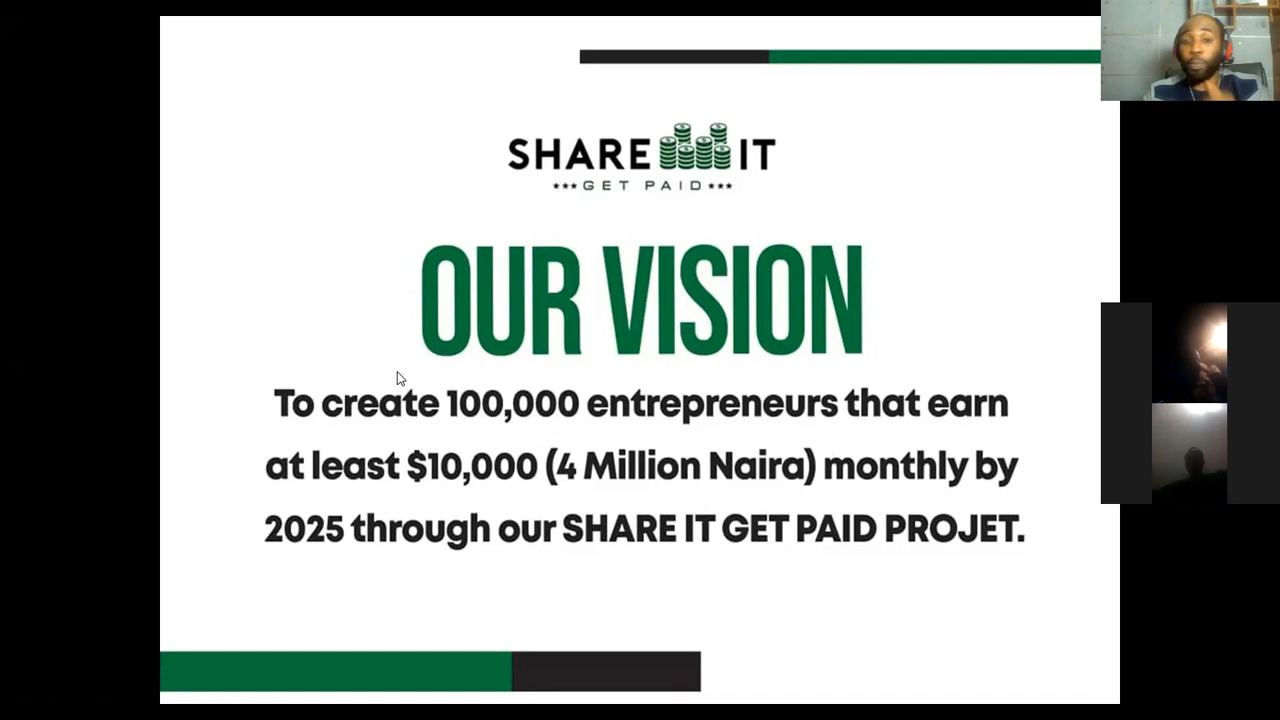 SHARE IT
***GET PAID***
OUR VISION
To create 100,000 entrepreneurs that earn
at least $10,000 (4 Million Naira) monthly by
2025 through our SHARE IT GET PAID PROJET.